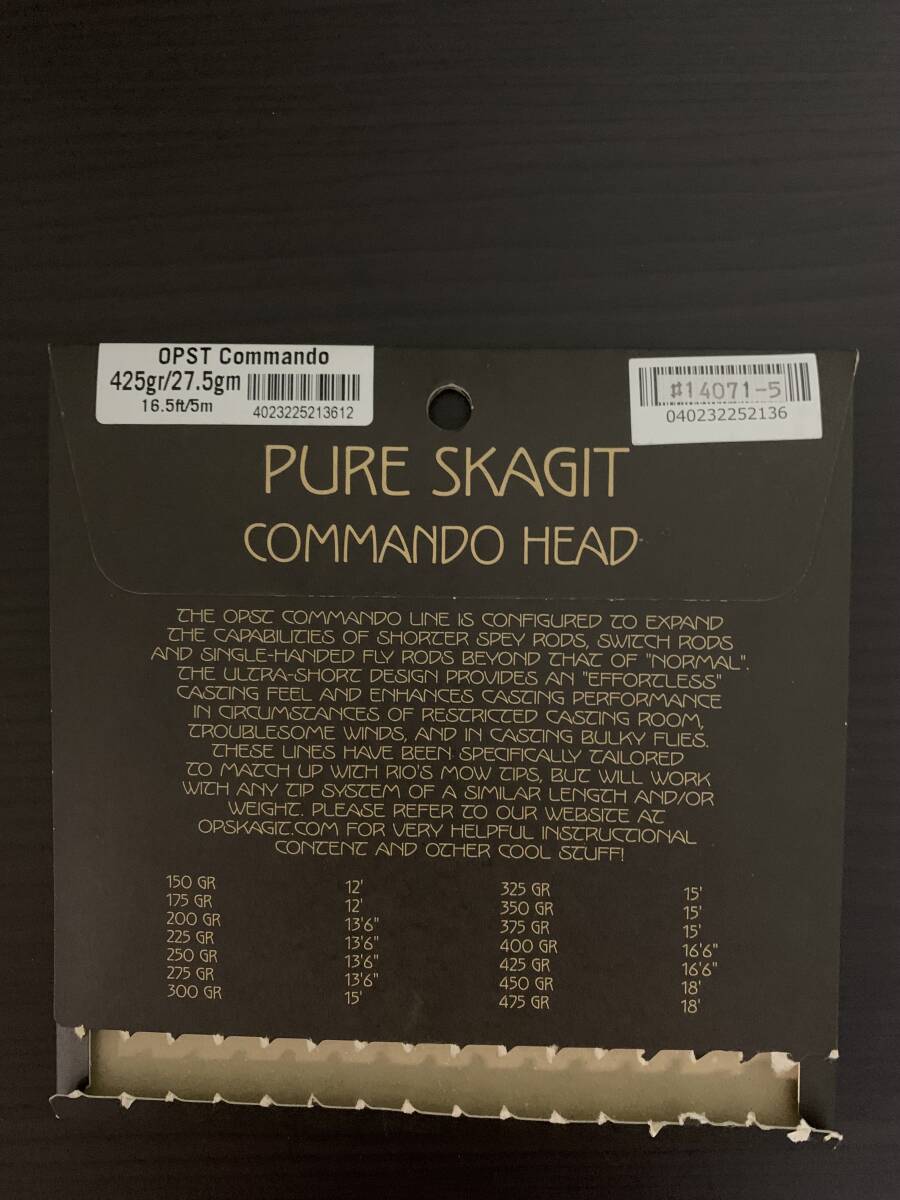 OPST Commando
425gr/27.5gm
16.5ft/5m
4023225213612
#14071-5
040232252136
PURE SKAGIT
COMMANDO HEAD
THE OPST COMMANDO LINE IS CONFIGURED TO EXPAND
THE CAPABILITIES OF SHORTER SPEY RODS, SWITCH RODS
AND SINGLE-HANDED FLY RODS BEYOND THAT OF "NORMAL".
THE ULTRA-SHORT DESIGN PROVIDES AN "EFFORTLESS"
CASTING FEEL AND ENHANCES CASTING PERFORMANCE
IN CIRCUMSTANCES OF RESTRICTED CASTING ROOM,
TROUBLESOME WINDS, AND IN CASTING BULKY FLIES.
THESE LINES HAVE BEEN SPECIFICALLY TAILORED
TO MATCH UP WITH RIO'S MOW TIPS, BUT WILL WORK
WITH ANY TIP SYSTEM OF A SIMILAR LENGTH AND/OR
WEIGHT. PLEASE REFER TO OUR WEBSITE AT
OPSKAGIT.COM FOR VERY HELPFUL INSTRUCTIONAL
CONTENT AND OTHER COOL STUFF!
150 GR 12'
175 GR 12'
200 GR 13'6"
225 GR 13'6"
250 GR 13'6"
275 GR 13'6"
300 GR 15'
325 GR 15'
350 GR 15'
375 GR 15'
400 GR 16'6"
425 GR 16'6"
450 GR 18'
475 GR 18'